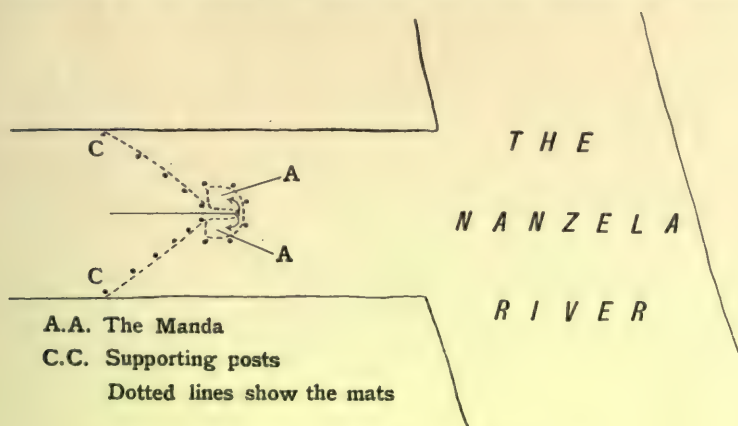 C
A
THE
NANZELA
A
C
RIVER
A.A. The Manda
C.C. Supporting posts
Dotted lines show the mats